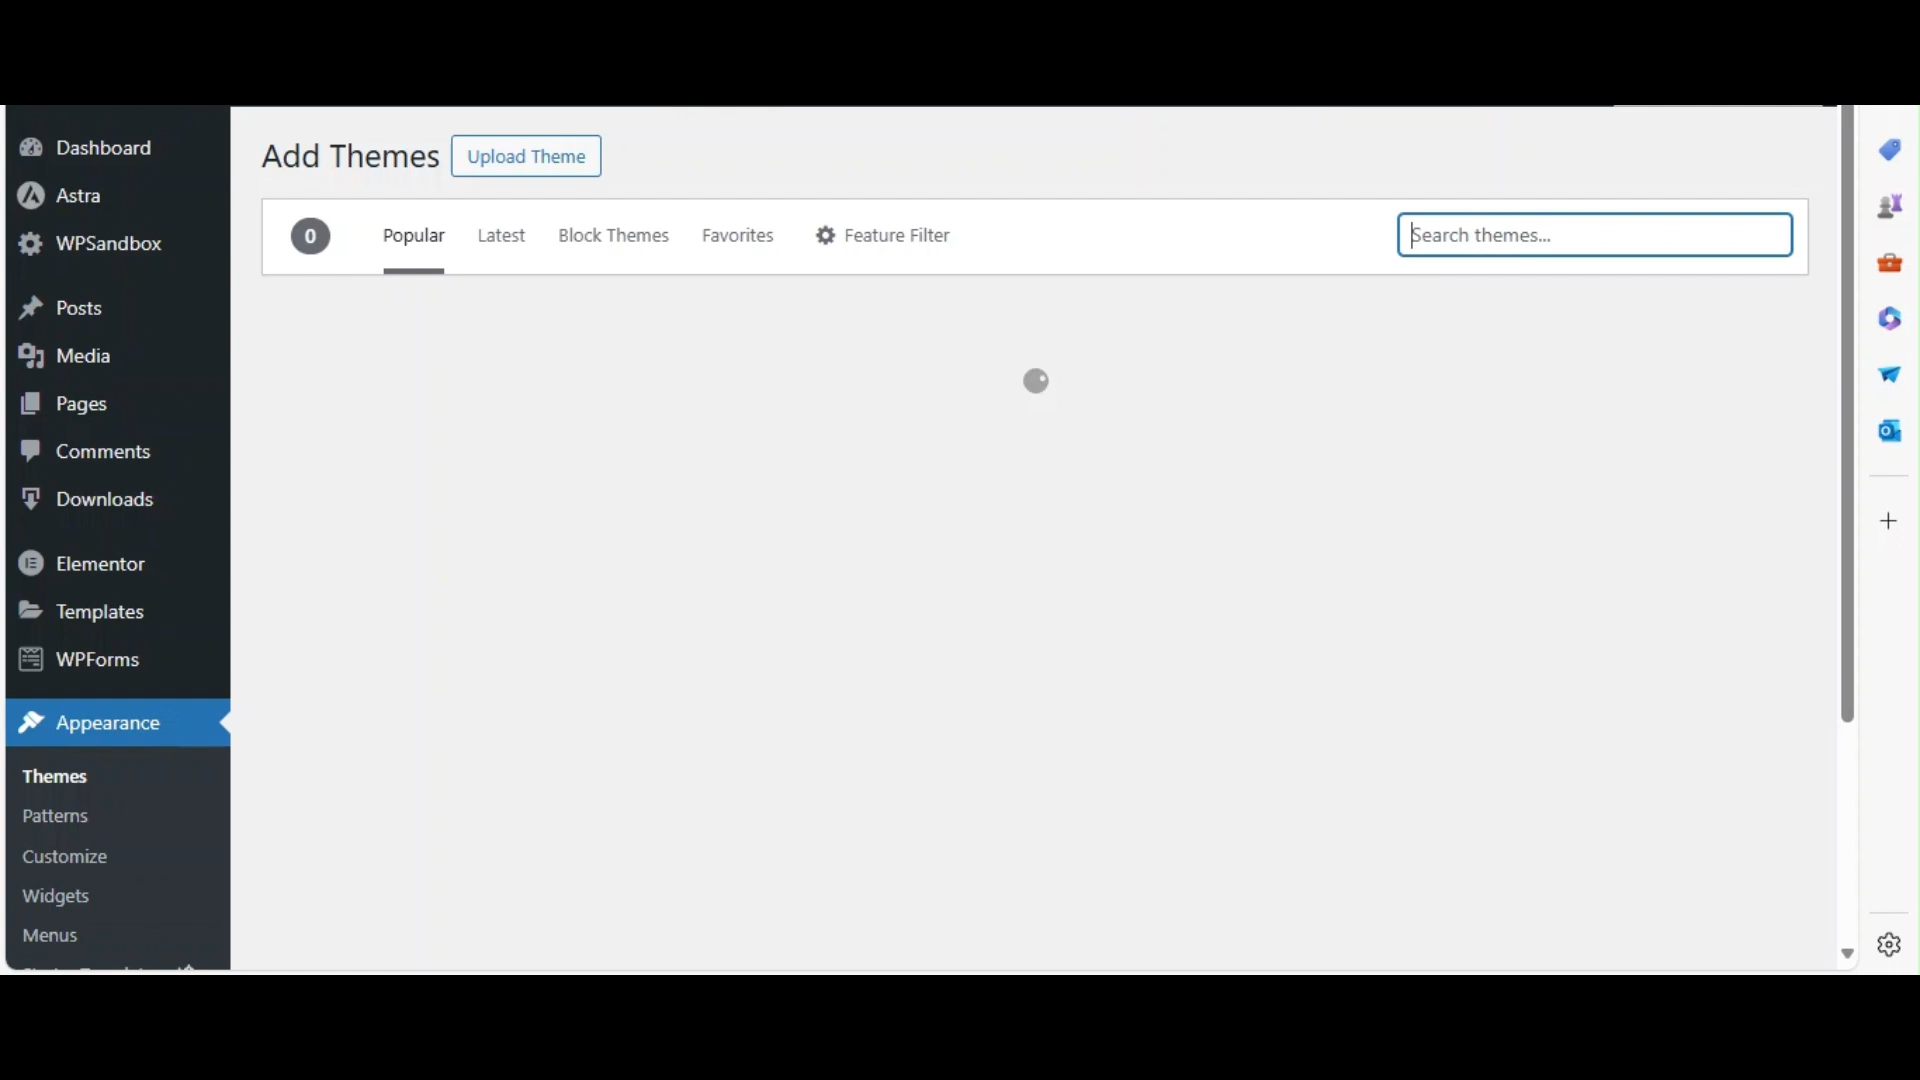 Dashboard
Astra
WPSandbox
Posts
Media
Pages
Comments
Downloads
Elementor
Templates
WPForms
Appearance
Themes
Patterns
Customize
Widgets
Menus
Add Themes Upload Theme
0 Popular Latest Block Themes Favorites Feature Filter Search themes...